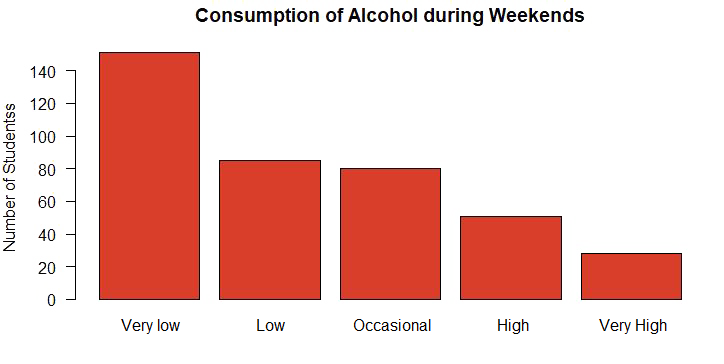 Consumption of Alcohol during Weekends
Number of Studentss
140
120
100
80
60
40
20
0
Very low Low Occasional High Very High